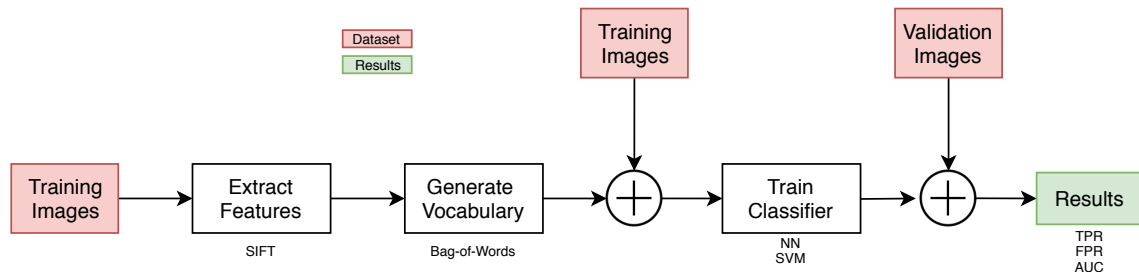 Dataset
Results
Training
Images
Validation
Images
Training
Images
Extract
Features
Generate
Vocabulary
Train
Classifier
Results
SIFT
Bag-of-Words
NN
SVM
TPR
FPR
AUC